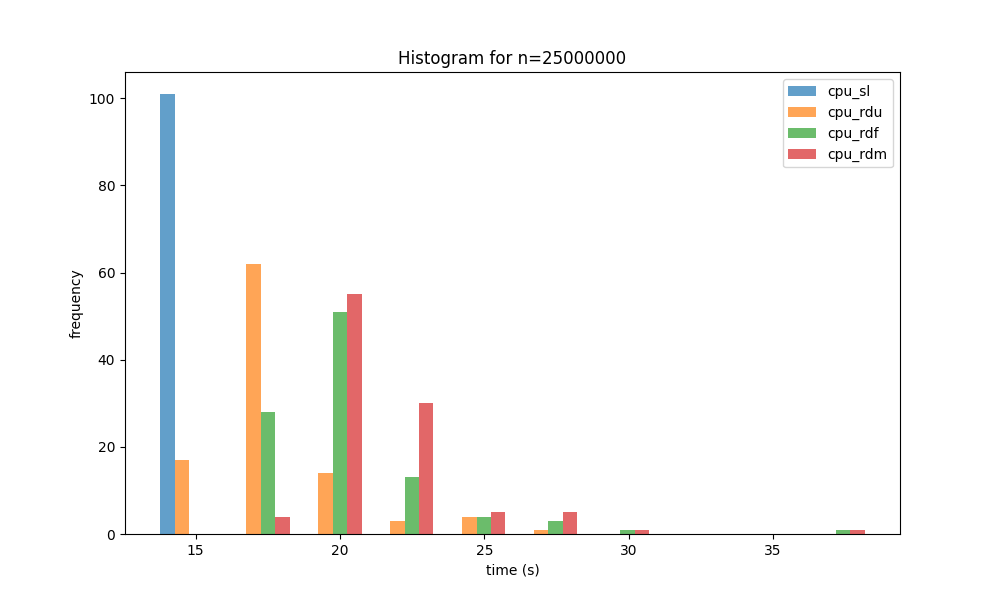 Histogram for n=25000000
cpu_sl
cpu_rdu
cpu_rdf
cpu_rdm
100
80
60
40
20
0
frequency
15 20 25 30 35
time (s)